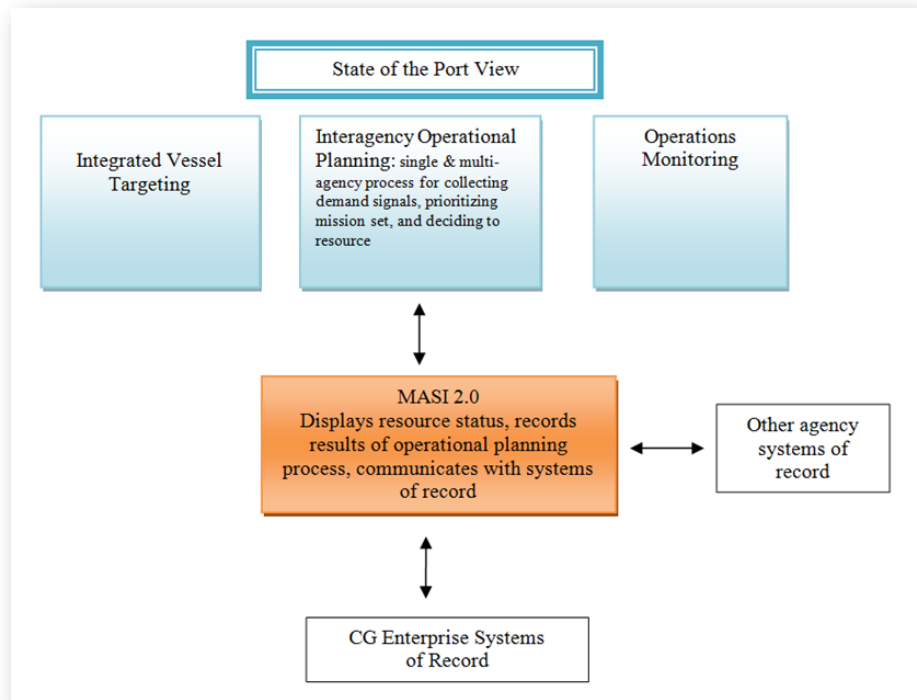 State of the Port View
Integrated Vessel
Targeting
Interagency Operational
Planning: single & multi-
agency process for collecting
demand signals, prioritizing
mission set, and deciding to
resource
Operations
Monitoring
MASI 2.0
Displays resource status, records
results of operational planning
process, communicates with systems
of record
Other agency
systems of
record
CG Enterprise Systems
of Record